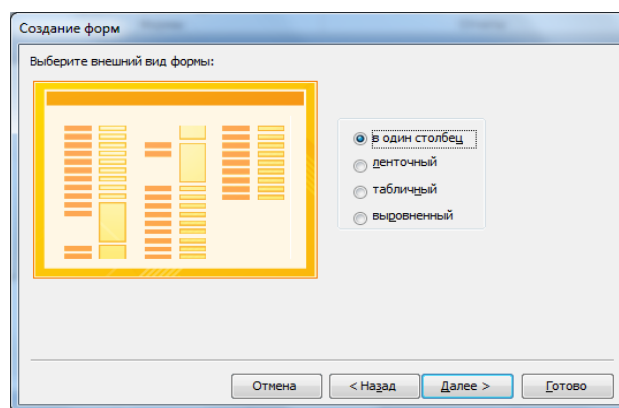 Создание форм
Выберите внешний вид формы:
в один столбец
ленточный
табличный
выровненный
Отмена
< Назад
Далее >
Готово